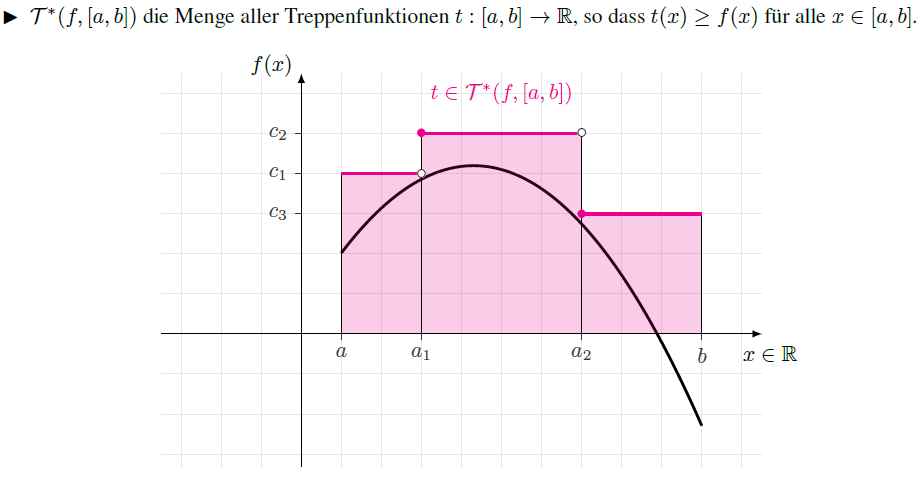 ▶ 𝒯*(f, [a, b]) die Menge aller Treppenfunktionen t : [a, b] → ℝ, so dass t(x) ≥ f(x) für alle x ∈ [a, b].
f(x)
t ∈ 𝒯*(f, [a, b])
c₂
c₁
c₃
a a₁ a₂ b x ∈ ℝ